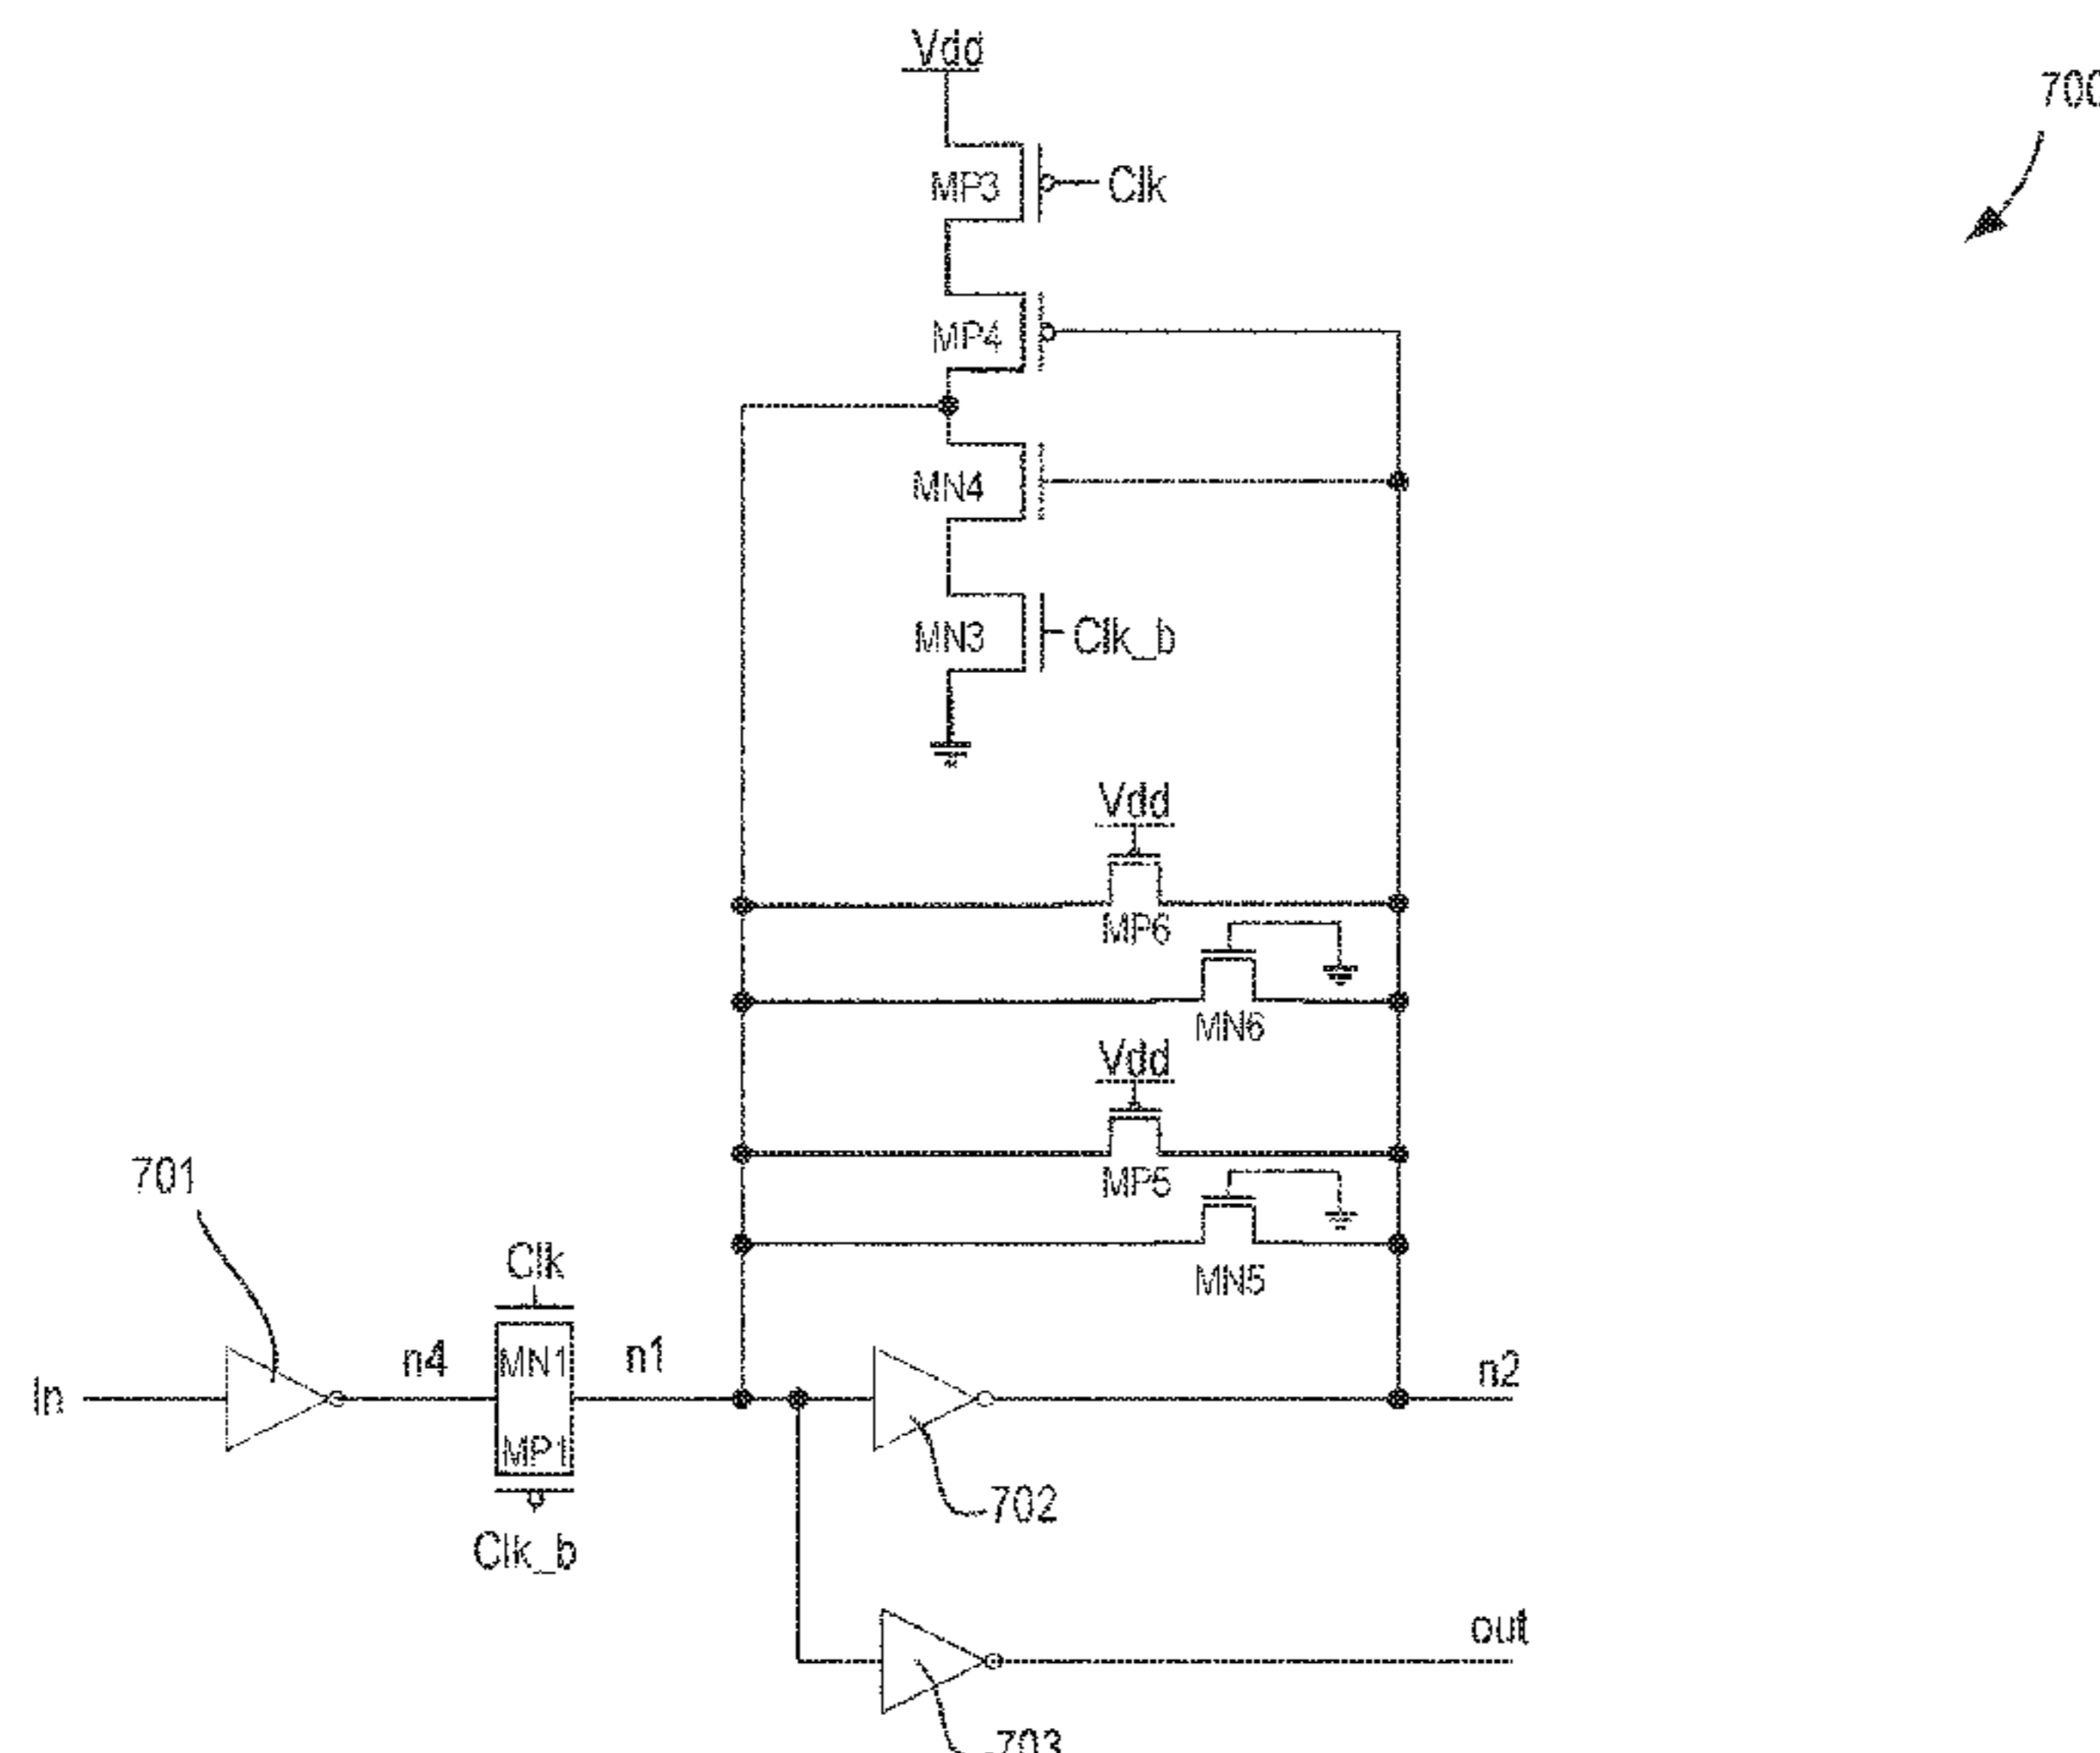 Vdd
700
MP3
Clk
MP4
MN4
MN3
Clk_b
Vdd
MP6
MN6
Vdd
MP5
MN5
701
Clk
In
n4
MN1
MP1
n1
n2
Clk_b
702
out
703